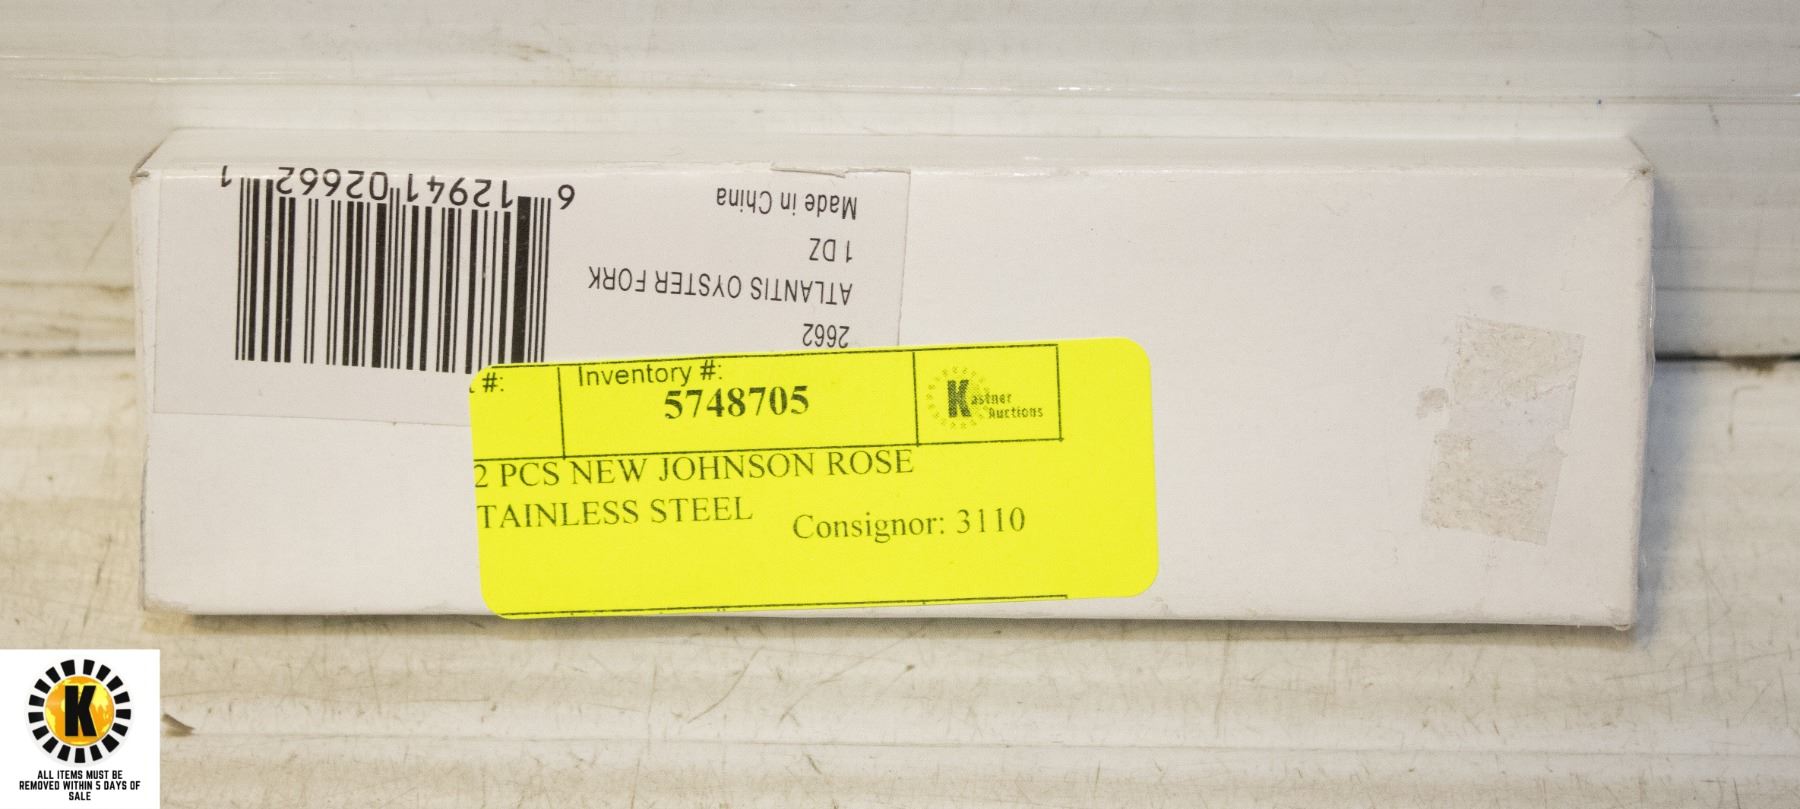 2662
ATLANTIS OYSTER FORK
1 DZ
Made in China
6 12941 02662 1
#:
Inventory #:
5748705
Kastner
Auctions
2 PCS NEW JOHNSON ROSE
TAINLESS STEEL
Consignor: 3110
K
ALL ITEMS MUST BE
REMOVED WITHIN 5 DAYS OF
SALE